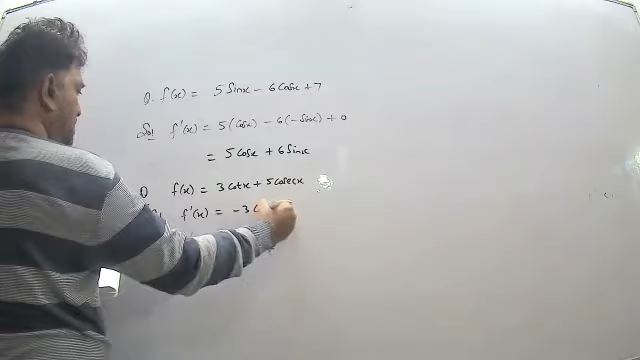 Q. f(x) = 5 Sinx - 6 Cosx + 7
Sol f'(x) = 5 (Cosx) - 6 (-Sinx) + 0
= 5 Cosx + 6 Sinx
Q f(x) = 3 Cotx + 5 Cosecx
f'(x) = - 3 C